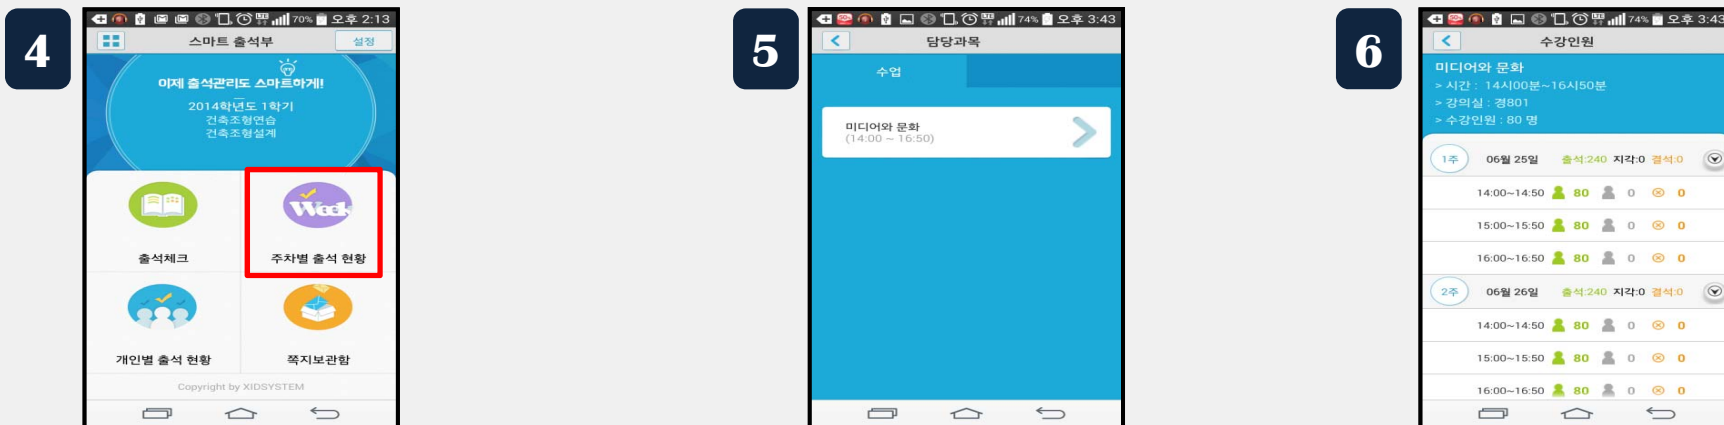 4
70% 오후 2:13
스마트 출석부
설정
이제 출석관리도 스마트하게!
2014학년도 1학기
건축조형연습
건축조형설계
Week
출석체크
주차별 출석 현황
개인별 출석 현황
쪽지보관함
Copyright by XIDSYSTEM
5
LTE 74% 오후 3:43
담당과목
수업
미디어와 문화
(14:00 ~ 16:50)
6
LTE 74% 오후 3:43
수강인원
미디어와 문화
> 시간 : 14시00분~16시50분
> 강의실 : 경801
> 수강인원 : 80 명
1주 06월 25일 출석:240 지각:0 결석:0
14:00~14:50 80 0 0
15:00~15:50 80 0 0
16:00~16:50 80 0 0
2주 06월 26일 출석:240 지각:0 결석:0
14:00~14:50 80 0 0
15:00~15:50 80 0 0
16:00~16:50 80 0 0